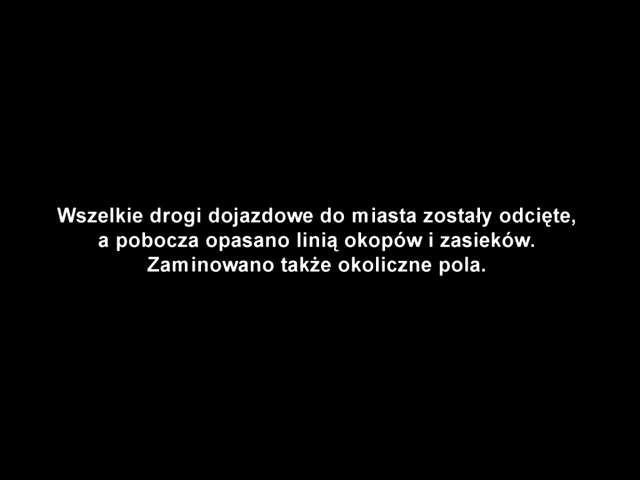 Wszelkie drogi dojazdowe do miasta zostały odcięte,
a pobocza opasano linią okopów i zasieków.
Zaminowano także okoliczne pola.